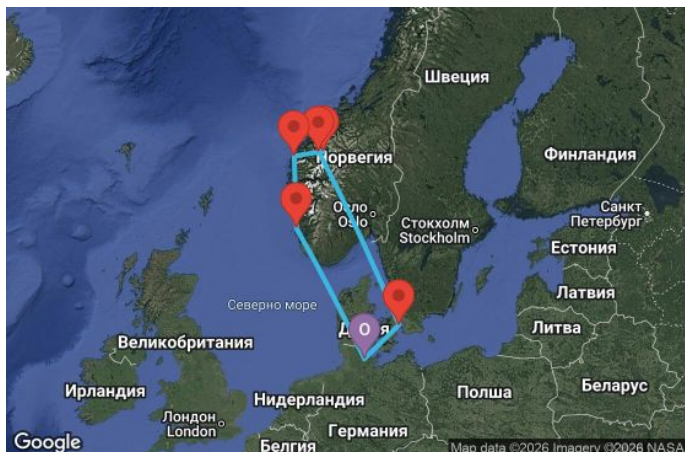 Швеция
Норвегия
Финландия
Осло
Oslo
Санкт
Петербург
Стокхолм
Stockholm
Естония
Северно море
Латвия
Великобритания
O
Литва
Ирландия
Нидерландия
Полша
Беларус
Лондон
London
Германия
Белгия
Google
Map data ©2026 Imagery ©2026 NASA